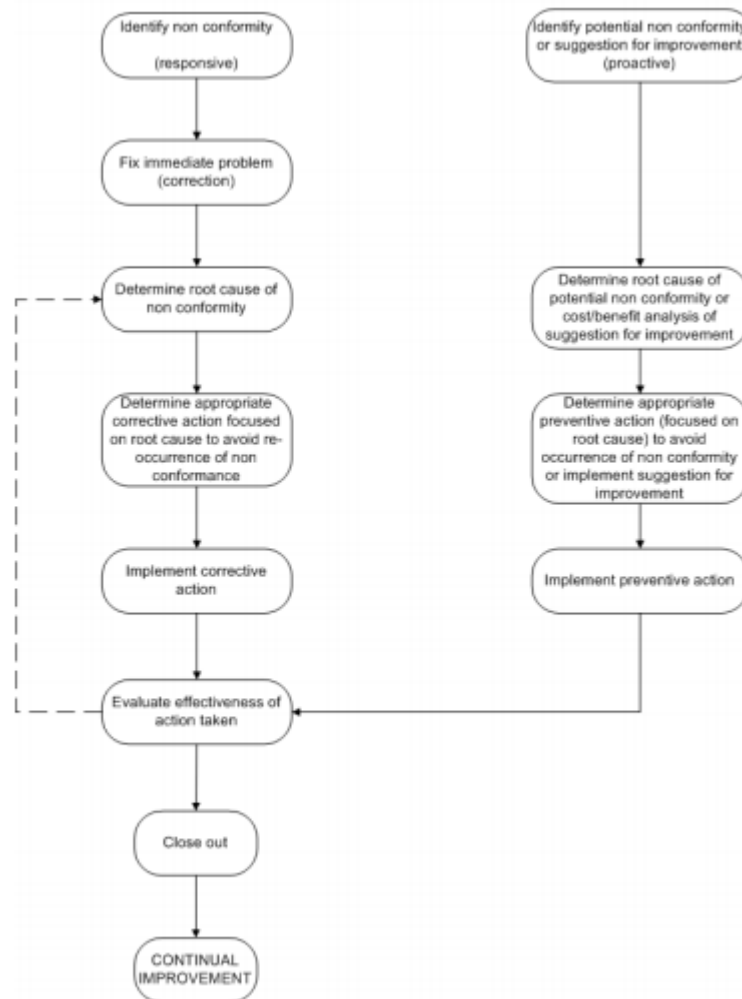 Identify non conformity
(responsive)
Fix immediate problem
(correction)
Determine root cause of
non conformity
Determine appropriate
corrective action focused
on root cause to avoid re-
occurrence of non
conformance
Implement corrective
action
Evaluate effectiveness of
action taken
Close out
CONTINUAL
IMPROVEMENT
Identify potential non conformity
or suggestion for improvement
(proactive)
Determine root cause of
potential non conformity or
cost/benefit analysis of
suggestion for improvement
Determine appropriate
preventive action (focused on
root cause) to avoid
occurrence of non conformity
or implement suggestion for
improvement
Implement preventive action